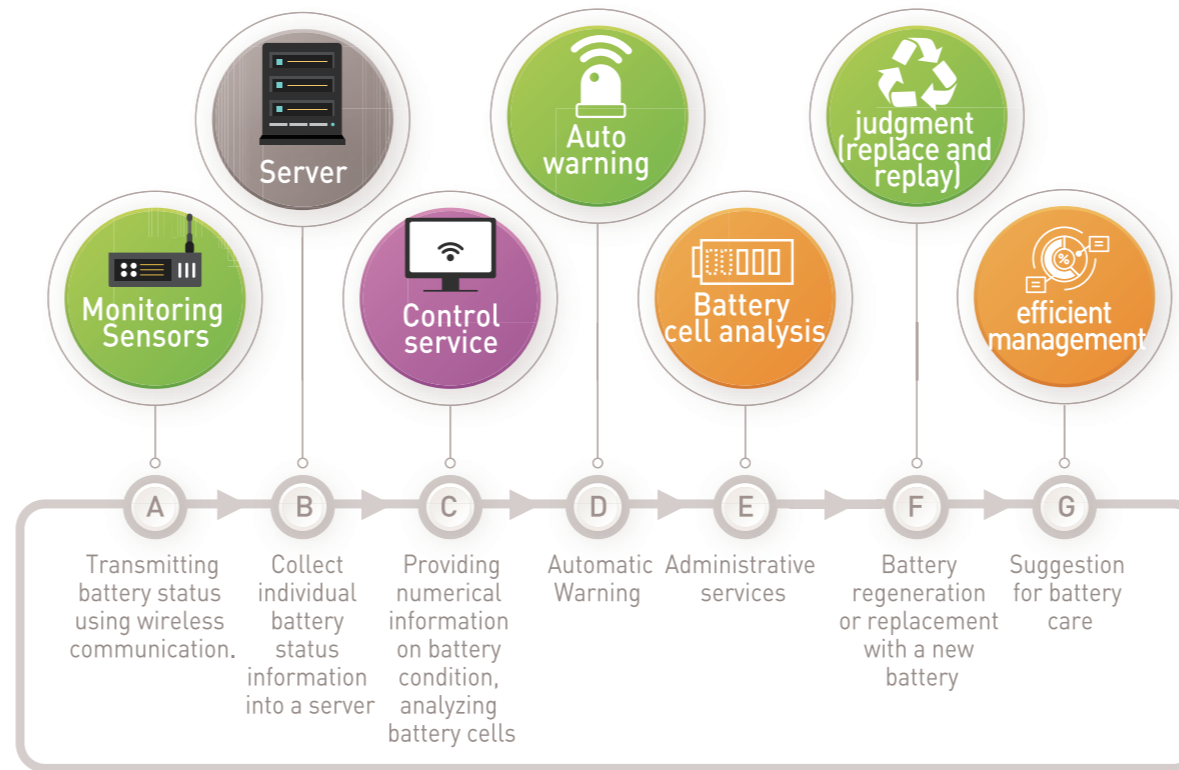 Server
Auto
warning
judgment
(replace and
replay)
Monitoring
Sensors
Control
service
Battery
cell analysis
%
efficient
management
A
B
C
D
E
F
G
Transmitting
battery status
using wireless
communication.
Collect
individual
battery
status
information
into a server
Providing
numerical
information
on battery
condition,
analyzing
battery cells
Automatic
Warning
Administrative
services
Battery
regeneration
or replacement
with a new
battery
Suggestion
for battery
care